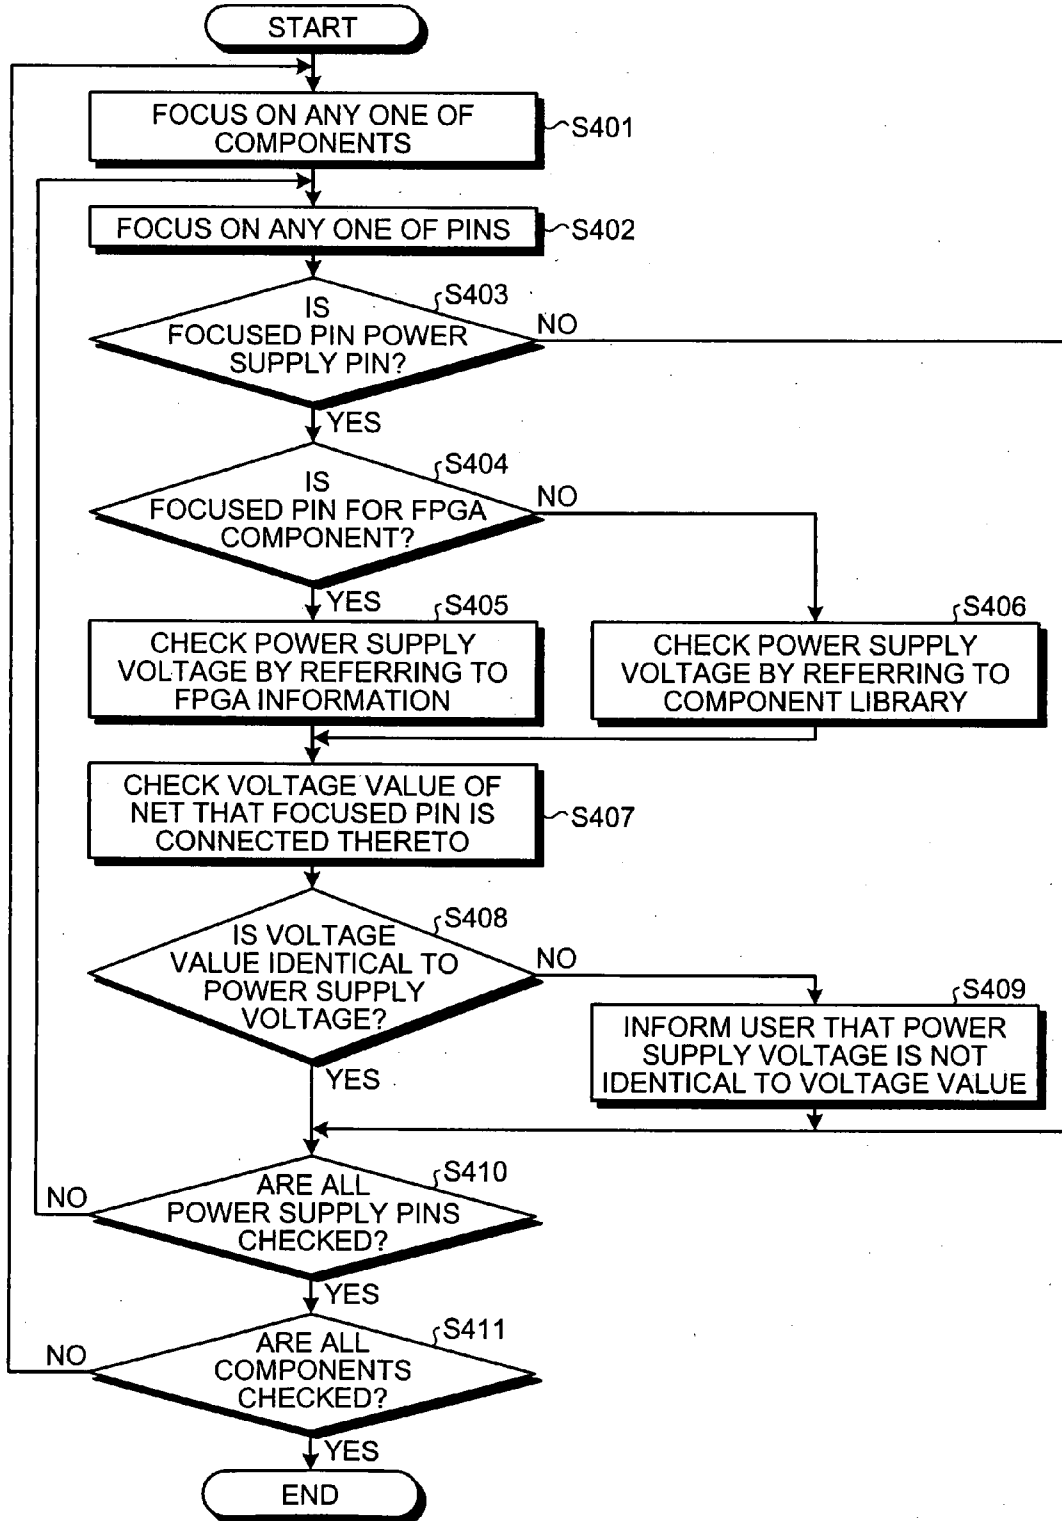 START
FOCUS ON ANY ONE OF
COMPONENTS
S401
FOCUS ON ANY ONE OF PINS
S402
S403
IS
FOCUSED PIN POWER
SUPPLY PIN?
NO
YES
S404
IS
FOCUSED PIN FOR FPGA
COMPONENT?
NO
YES
S405
CHECK POWER SUPPLY
VOLTAGE BY REFERRING TO
FPGA INFORMATION
S406
CHECK POWER SUPPLY
VOLTAGE BY REFERRING TO
COMPONENT LIBRARY
CHECK VOLTAGE VALUE OF
NET THAT FOCUSED PIN IS
CONNECTED THERETO
S407
S408
IS VOLTAGE
VALUE IDENTICAL TO
POWER SUPPLY
VOLTAGE?
NO
YES
S409
INFORM USER THAT POWER
SUPPLY VOLTAGE IS NOT
IDENTICAL TO VOLTAGE VALUE
S410
ARE ALL
POWER SUPPLY PINS
CHECKED?
NO
YES
S411
ARE ALL
COMPONENTS
CHECKED?
NO
YES
END